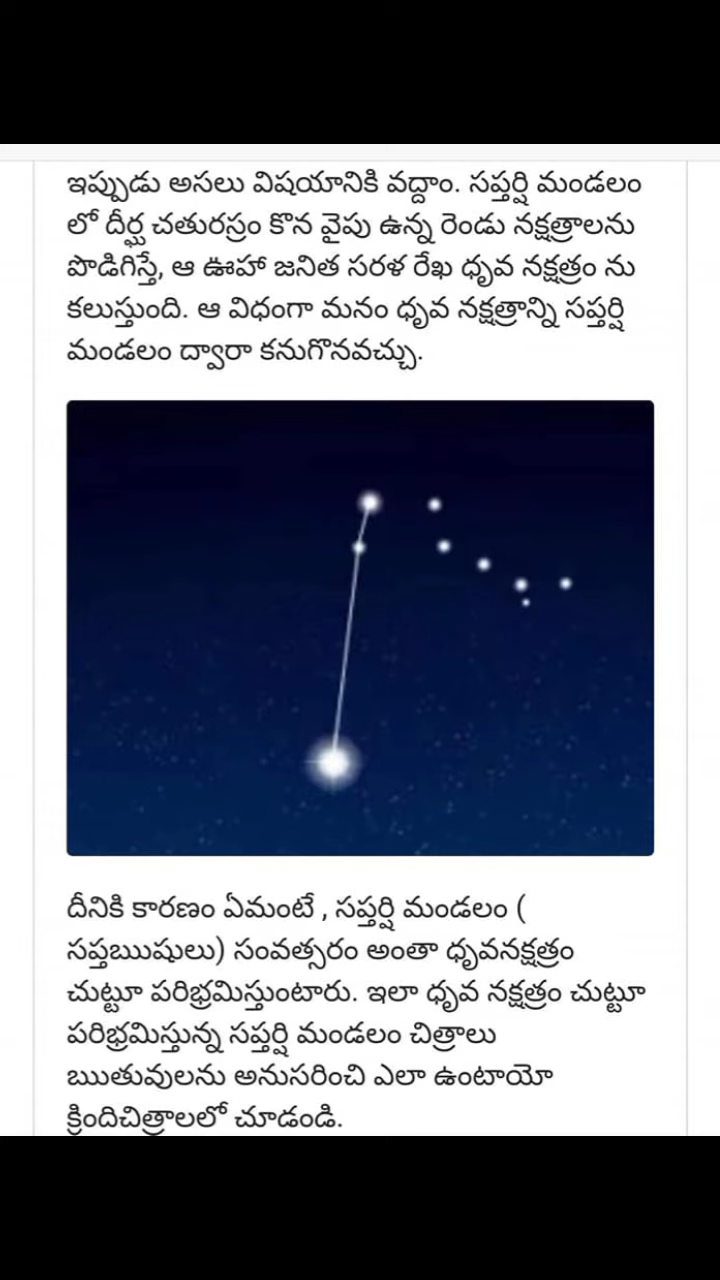 ఇప్పుడు అసలు విషయానికి వద్దాం. సప్తర్షి మండలం
లో దీర్ఘ చతురస్రం కొన వైపు ఉన్న రెండు నక్షత్రాలను
పొడిగిస్తే, ఆ ఊహా జనిత సరళ రేఖ ధృవ నక్షత్రం ను
కలుస్తుంది. ఆ విధంగా మనం ధృవ నక్షత్రాన్ని సప్తర్షి
మండలం ద్వారా కనుగొనవచ్చు.
దీనికి కారణం ఏమంటే , సప్తర్షి మండలం (
సప్తఋుషులు) సంవత్సరం అంతా ధృవనక్షత్రం
చుట్టూ పరిభ్రమిస్తుంటారు. ఇలా ధృవ నక్షత్రం చుట్టూ
పరిభ్రమిస్తున్న సప్తర్షి మండలం చిత్రాలు
ఋుతువులను అనుసరించి ఎలా ఉంటాయో
క్రిందిచిత్రాలలో చూడండి.